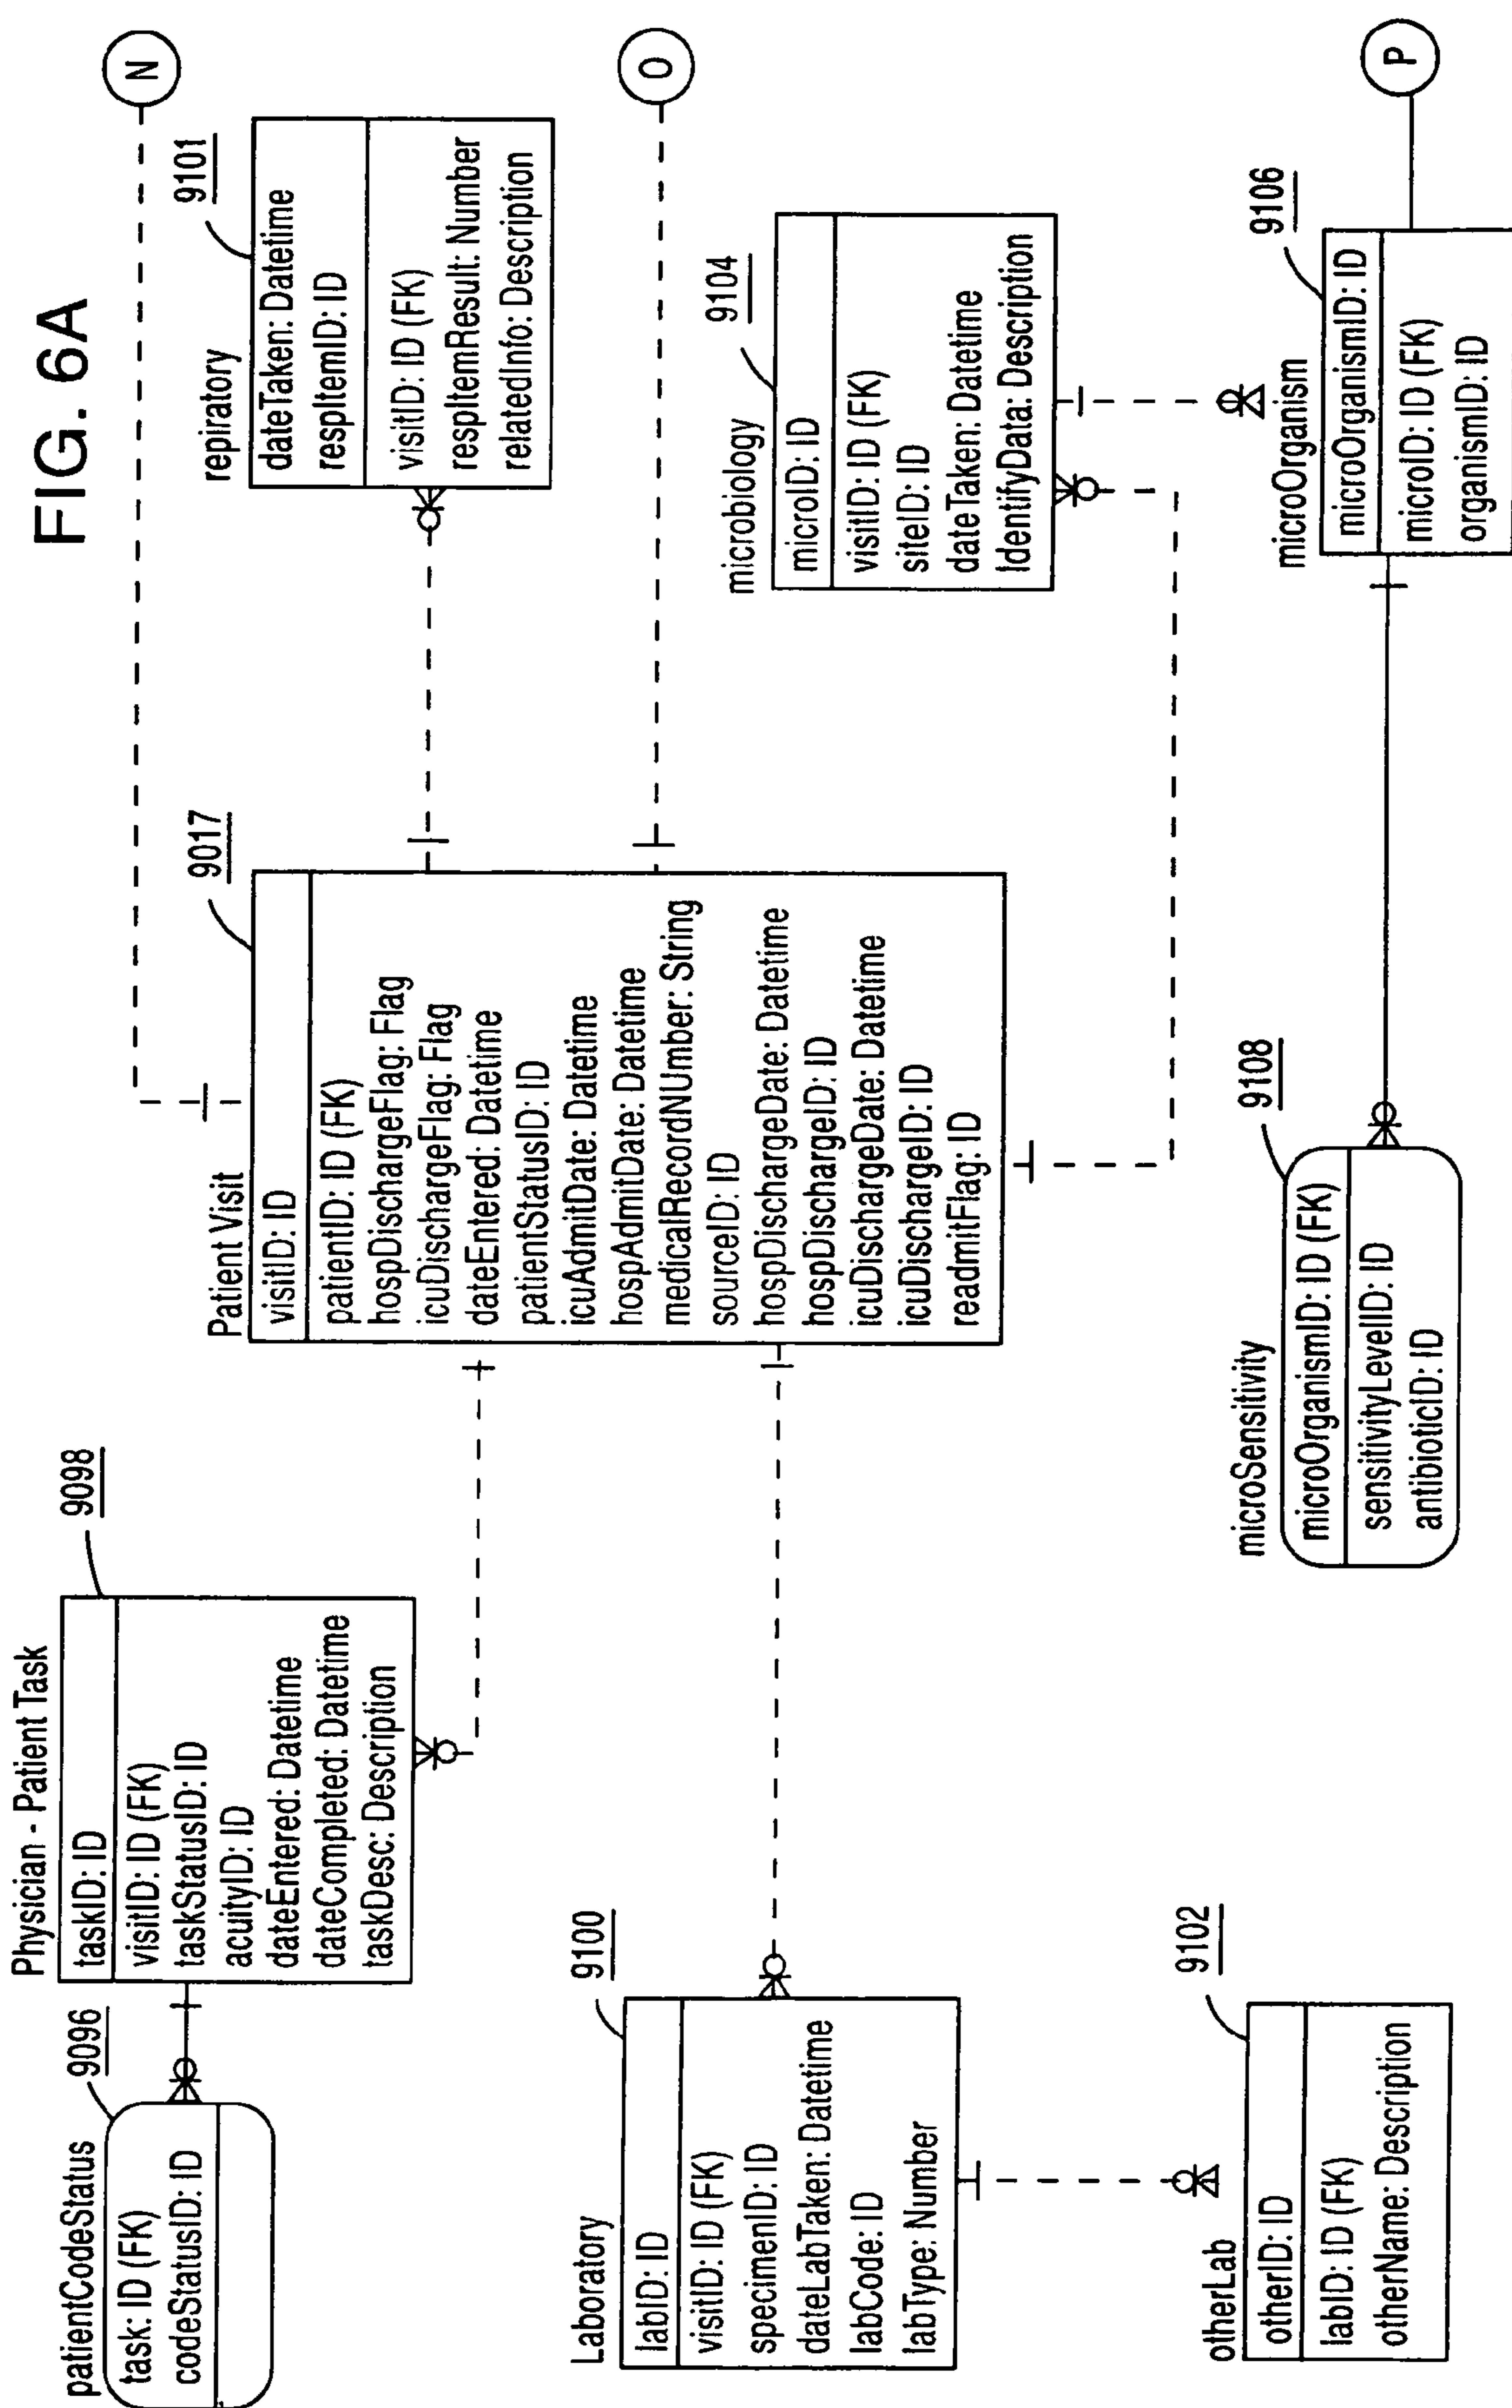 FIG. 6A
Physician - Patient Task
9098
taskID: ID
visitID: ID (FK)
taskStatusID: ID
acuityID: ID
dateEntered: Datetime
dateCompleted: Datetime
taskDesc: Description
patientCodeStatus
9096
task: ID (FK)
codeStatusID: ID
Patient Visit
9017
visitID: ID
patientID: ID (FK)
hospDischargeFlag: Flag
icuDischargeFlag: Flag
dateEntered: Datetime
patientStatusID: ID
icuAdmitDate: Datetime
hospAdmitDate: Datetime
medicalRecordNUmber: String
sourceID: ID
hospDischargeDate: Datetime
hospDischargeID: ID
icuDischargeDate: Datetime
icuDischargeID: ID
readmitFlag: ID
N
repiratory
9101
dateTaken: Datetime
respItemID: ID
visitID: ID (FK)
respItemResult: Number
relatedInfo: Description
O
Laboratory
9100
labID: ID
visitID: ID (FK)
specimenID: ID
dateLabTaken: Datetime
labCode: ID
labType: Number
microbiology
9104
microID: ID
visitID: ID (FK)
siteID: ID
dateTaken: Datetime
IdentifyData: Description
otherLab
9102
otherID: ID
labID: ID (FK)
otherName: Description
microSensitivity
9108
microOrganismID: ID (FK)
sensitivityLevelID: ID
antibioticID: ID
microOrganism
9106
microOrganismID: ID
microID: ID (FK)
organismID: ID
P